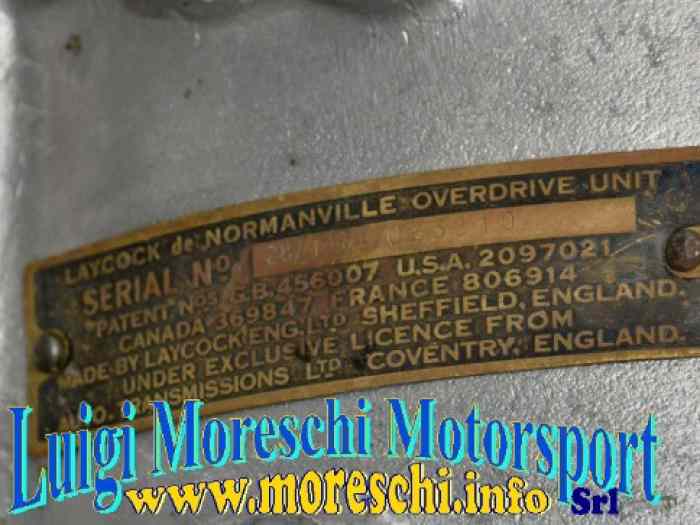 LAYCOCK de NORMANVILLE OVERDRIVE UNIT
SERIAL NO.
PATENT NOS G.B. 456007 U.S.A. 2097021
CANADA 369847 FRANCE 806914
MADE BY LAYCOCK ENG. LTD SHEFFIELD, ENGLAND.
UNDER EXCLUSIVE LICENCE FROM
AUTO. TRANSMISSIONS LTD COVENTRY, ENGLAND.
Luigi Moreschi Motorsport
www.moreschi.info Srl